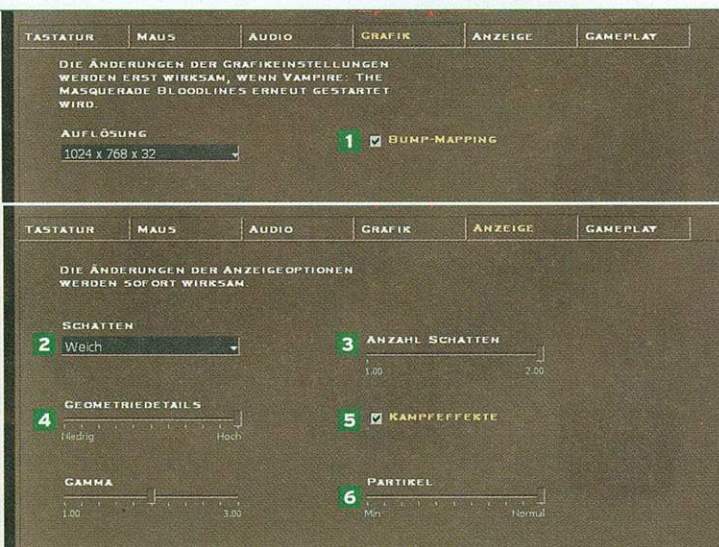 TASTATUR MAUS AUDIO GRAFIK ANZEIGE GAMEPLAY
DIE ÄNDERUNGEN DER GRAFIKEINSTELLUNGEN
WERDEN ERST WIRKSAM, WENN VAMPIRE: THE
MASQUERADE BLOODLINES ERNEUT GESTARTET
WIRD.
AUFLÖSUNG
1024 x 768 x 32
1 BUMP-MAPPING
TASTATUR MAUS AUDIO GRAFIK ANZEIGE GAMEPLAY
DIE ÄNDERUNGEN DER ANZEIGEOPTIONEN
WERDEN SOFORT WIRKSAM.
SCHATTEN
2 Weich
3 ANZAHL SCHATTEN
1.00 2.00
GEOMETRIEDETAILS
4
Niedrig Hoch
5 KAMPFEFFEKTE
GAMMA
1.00 3.00
PARTIKEL
6
Min Normal